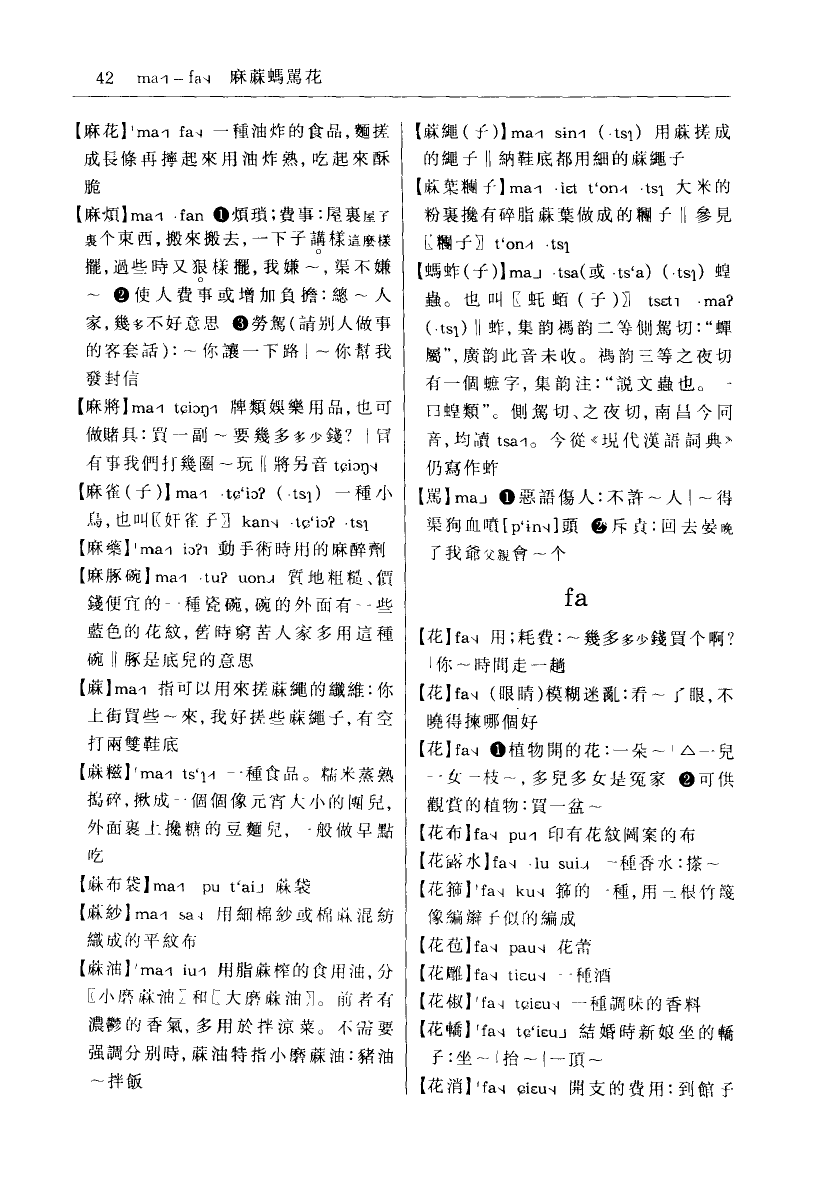 42 ma˧˥ – fa˦˨ 麻蔴螞駡花
【麻花】ˈma˧˥ fa˦˨ 一種油炸的食品,麵搓
成長條再擰起來用油炸熟,吃起來酥
脆
【麻煩】ma˧˥ ·fan ❶煩瑣;費事:屋裏屋子
裏个東西,搬來搬去,一下子講樣這麼樣
擺,過些時又狠樣擺,我嫌~,渠不嫌
~ ❷使人費事或增加負擔:總~人
家,幾多不好意思 ❸勞駕(請别人做事
的客套話):~你讓一下路|~你幫我
發封信
【麻將】ma˧˥ tɕiɔŋ˧˥ 牌類娛樂用品,也可
做賭具:買一副~要幾多多少錢?|冇
有事我們打幾圈~玩‖將另音 tɕiɔŋ˦˨
【麻雀(子)】ma˧˥ ·tɕ‘iɔʔ (·tsɿ) 一種小
鳥,也叫〖奸雀子〗kan˦˨ ·tɕ‘iɔʔ ·tsɿ
【麻藥】ˈma˧˥ iɔʔ˥ 動手術時用的麻醉劑
【麻豚碗】ma˧˥ ·tuʔ uon˨˩˧ 質地粗糙、價
錢便宜的一種瓷碗,碗的外面有一些
藍色的花紋,舊時窮苦人家多用這種
碗‖豚是底兒的意思
【蔴】ma˧˥ 指可以用來搓蔴繩的纖維:你
上街買些~來,我好搓些蔴繩子,有空
打兩雙鞋底
【蔴糍】ˈma˧˥ ts‘ɿ˧˥ 一種食品。糯米蒸熟
搗碎,揪成一個個像元宵大小的團兒,
外面裹上攙糖的豆麵兒,一般做早點
吃
【蔴布袋】ma˧˥ pu t‘ai˩ 蔴袋
【蔴紗】ma˧˥ sa˦˨ 用細棉紗或棉蔴混紡
織成的平紋布
【蔴油】ˈma˧˥ iu˧˥ 用脂蔴榨的食用油,分
〖小磨蔴油〗和〖大磨蔴油〗。前者有
濃鬱的香氣,多用於拌涼菜。不需要
强調分别時,蔴油特指小磨蔴油:豬油
~拌飯
【蔴繩(子)】ma˧˥ sin˧˥ (·tsɿ) 用蔴搓成
的繩子‖納鞋底都用細的蔴繩子
【蔴葉糰子】ma˧˥ ·iɛt t‘on˧˥ ·tsɿ 大米的
粉裏攙有碎脂蔴葉做成的糰子‖參見
〖糰子〗t‘on˧˥ ·tsɿ
【螞蚱(子)】ma˩ ·tsa(或 ·ts‘a) (·tsɿ) 蝗
蟲。也叫〖虴蛨(子)〗 tsɛt˥ ·maʔ
(·tsɿ)‖蚱,集韵禡韵二等側駕切:“蟬
屬”,廣韵此音未收。禡韵三等之夜切
有一個䗪字,集韵注:“説文蟲也。一
曰蝗類”。側駕切、之夜切,南昌今同
音,均讀 tsa˧˥。今從《現代漢語詞典》
仍寫作蚱
【駡】ma˩ ❶惡語傷人:不許~人|~得
渠狗血噴[p‘in˦˨]頭 ❷斥責:回去晏晚
了我爺父親會~个
fa
【花】fa˦˨ 用;耗費:~幾多多少錢買个啊?
|你~時間走一趟
【花】fa˦˨ (眼睛)模糊迷亂:看~了眼,不
曉得揀哪個好
【花】fa˦˨ ❶植物開的花:一朵~|△一兒
一女一枝~,多兒多女是冤家 ❷可供
觀賞的植物:買一盆~
【花布】fa˦˨ pu˧˥ 印有花紋圖案的布
【花露水】fa˦˨ ·lu sui˨˩˧ 一種香水:搽~
【花箍】ˈfa˦˨ ku˦˨ 箍的一種,用三根竹篾
像編辮子似的編成
【花苞】fa˦˨ pau˦˨ 花蕾
【花雕】fa˦˨ tiɛu˦˨ 一種酒
【花椒】ˈfa˦˨ tɕiɛu˦˨ 一種調味的香料
【花轎】ˈfa˦˨ tɕ‘iɛu˩ 結婚時新娘坐的轎
子:坐~|抬~|一頂~
【花消】ˈfa˦˨ ɕiɛu˦˨ 開支的費用:到館子